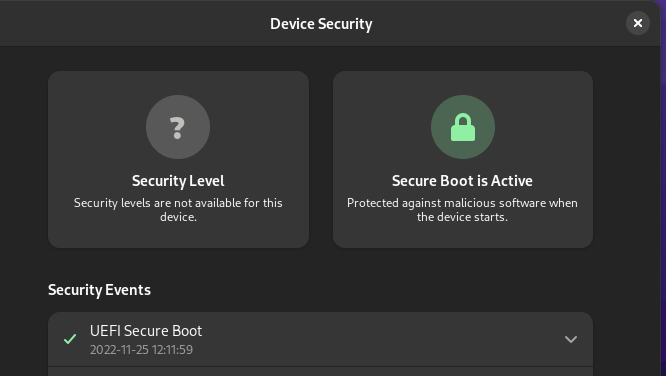 Device Security
?
Security Level
Security levels are not available for this
device.
Secure Boot is Active
Protected against malicious software when
the device starts.
Security Events
UEFI Secure Boot
2022-11-25 12:11:59